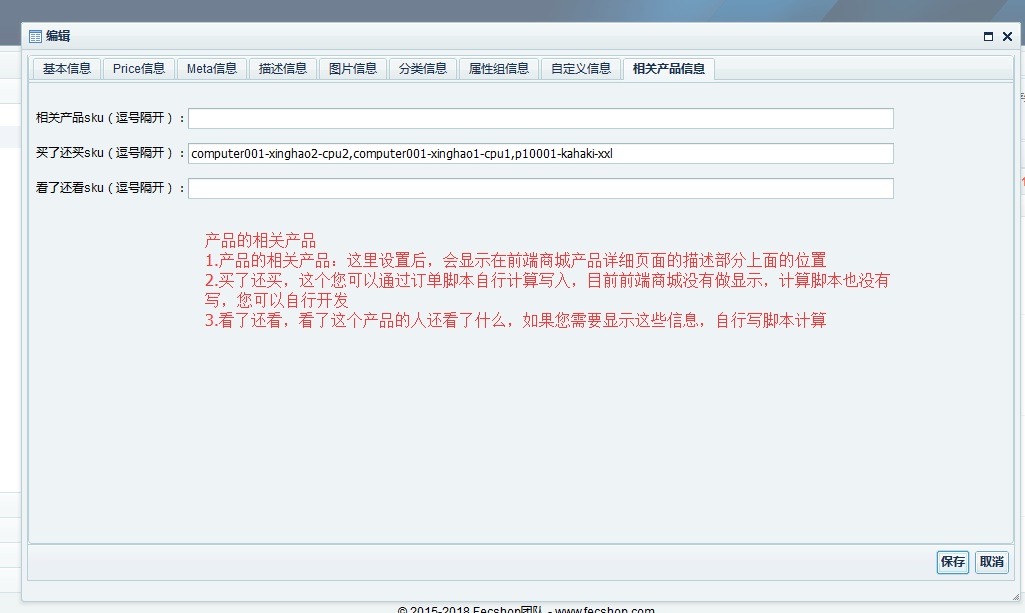 编辑
基本信息 Price信息 Meta信息 描述信息 图片信息 分类信息 属性组信息 自定义信息 相关产品信息
相关产品sku（逗号隔开）：
买了还买sku（逗号隔开）： computer001-xinghao2-cpu2,computer001-xinghao1-cpu1,p10001-kahaki-xxl
看了还看sku（逗号隔开）：
产品的相关产品
1.产品的相关产品：这里设置后，会显示在前端商城产品详细页面的描述部分上面的位置
2.买了还买，这个您可以通过订单脚本自行计算写入，目前前端商城没有做显示，计算脚本也没有
写，您可以自行开发
3.看了还看，看了这个产品的人还看了什么，如果您需要显示这些信息，自行写脚本计算
保存 取消
© 2015-2018 Fecshop团队 - www.fecshop.com